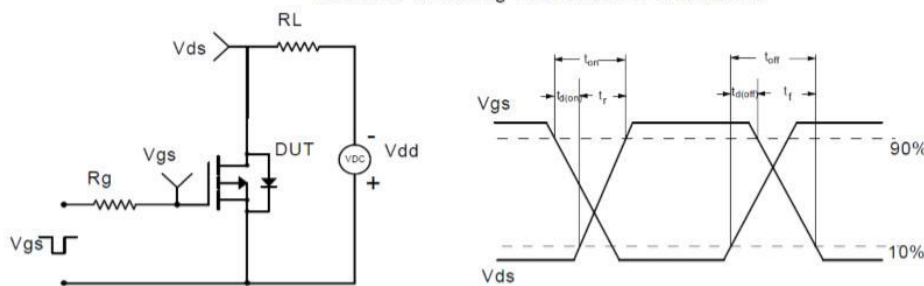 RL
Vds
-
Vdd
VDC
+
DUT
Vgs
Rg
Vgs
ton
toff
td(on)
tr
td(off)
tf
Vgs
90%
10%
Vds